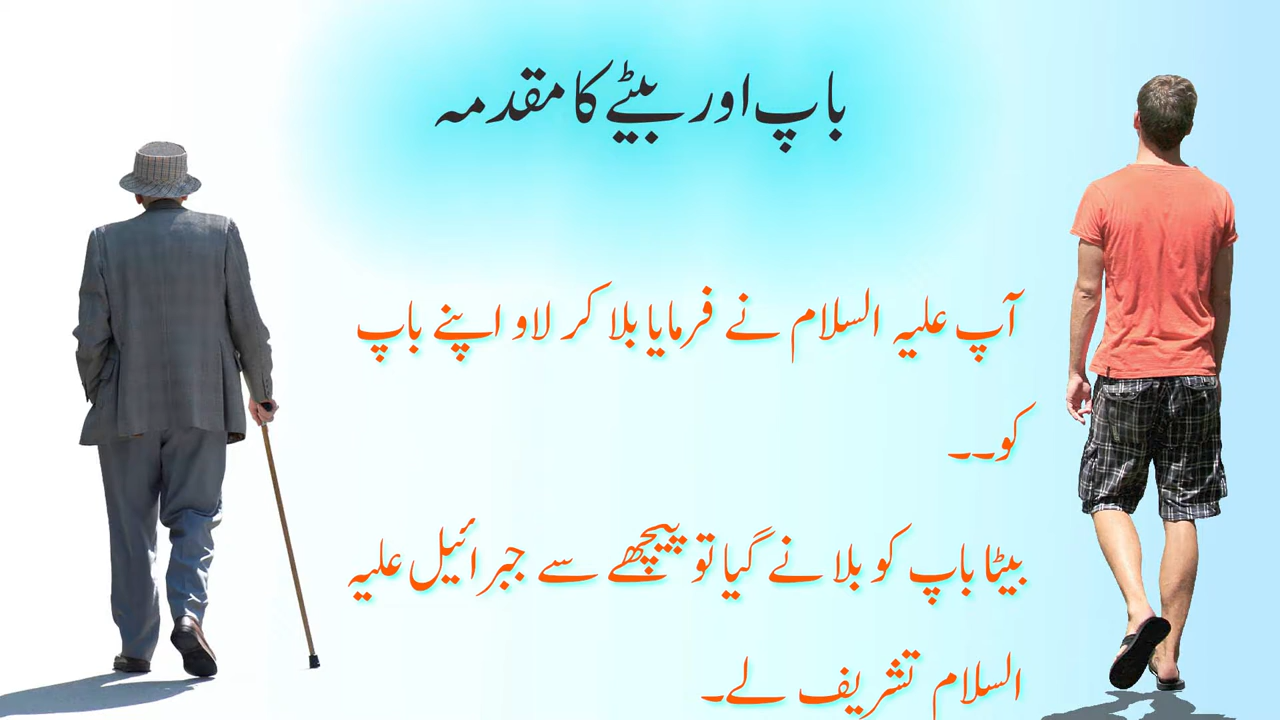 باپ اور بیٹے کا مقدمہ
آپ علیہ السلام نے فرمایا بلا کر لاو اپنے باپ
کو۔۔
بیٹا باپ کو بلانے گیا تو پیچھے سے جبرائیل علیہ
السلام تشریف لے۔